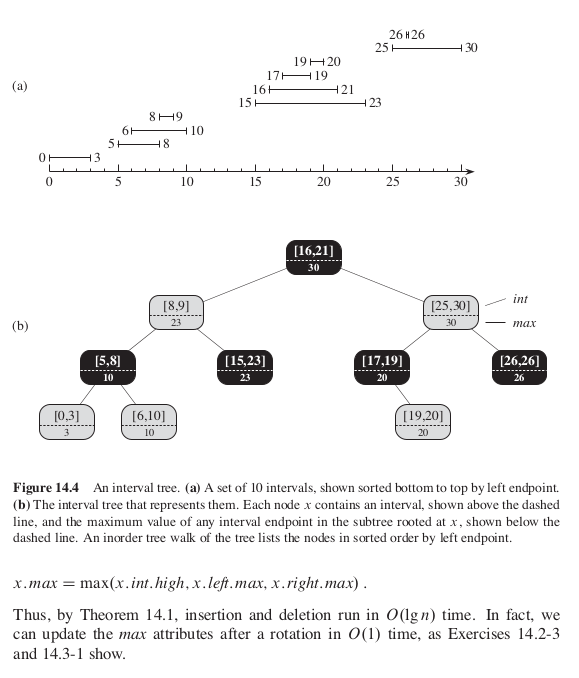 26 26
25 30
19 20
17 19
(a)
16 21
15 23
8 9
6 10
5 8
0 3
0 5 10 15 20 25 30
[16,21]
30
[8,9]
23
[25,30]
30
int
max
(b)
[5,8]
10
[15,23]
23
[17,19]
20
[26,26]
26
[0,3]
3
[6,10]
10
[19,20]
20
Figure 14.4 An interval tree. (a) A set of 10 intervals, shown sorted bottom to top by left endpoint.
(b) The interval tree that represents them. Each node x contains an interval, shown above the dashed
line, and the maximum value of any interval endpoint in the subtree rooted at x, shown below the
dashed line. An inorder tree walk of the tree lists the nodes in sorted order by left endpoint.
x.max = max(x.int.high, x.left.max, x.right.max) .
Thus, by Theorem 14.1, insertion and deletion run in O(lg n) time. In fact, we
can update the max attributes after a rotation in O(1) time, as Exercises 14.2-3
and 14.3-1 show.